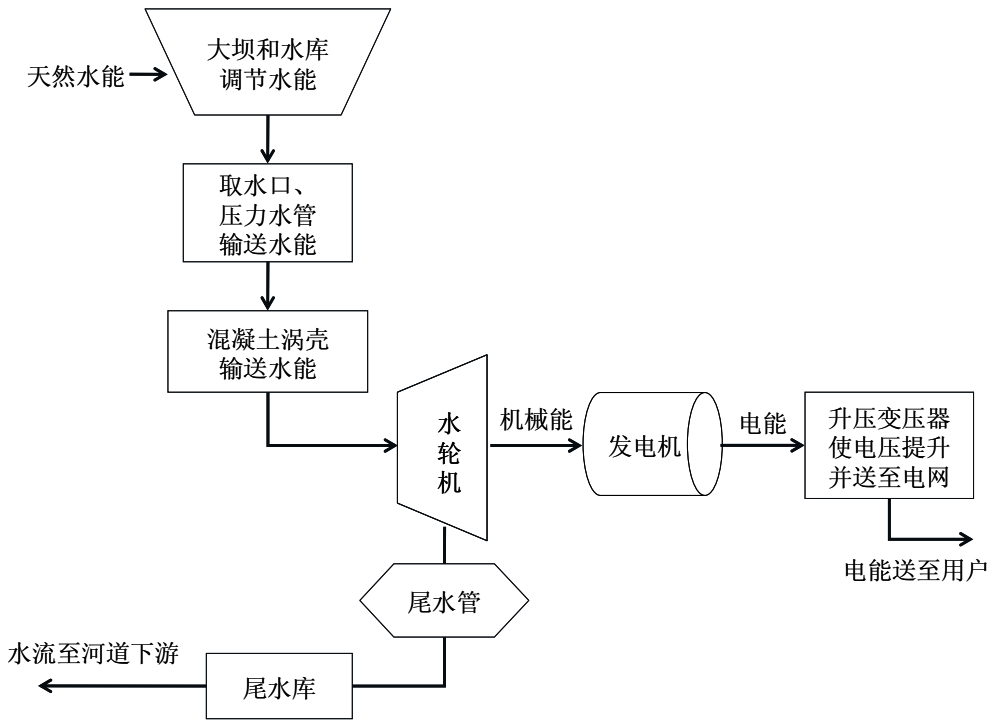 大坝和水库
调节水能
天然水能
取水口、
压力水管
输送水能
混凝土涡壳
输送水能
水轮机
机械能
发电机
电能
升压变压器
使电压提升
并送至电网
电能送至用户
尾水管
水流至河道下游
尾水库